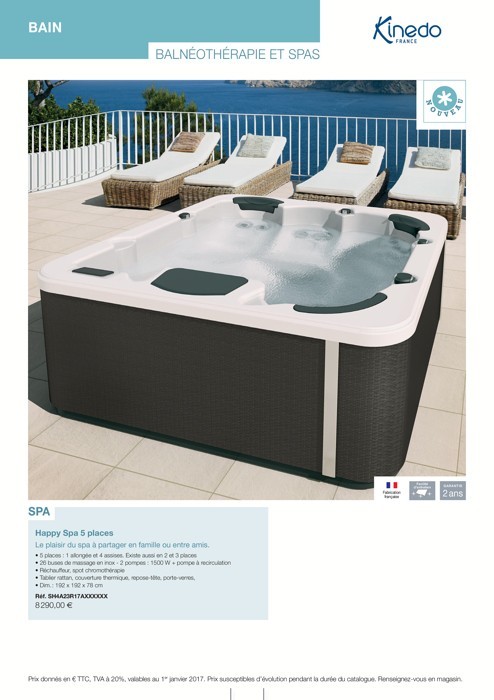 BAIN
Kinedo
FRANCE
BALNÉOTHÉRAPIE ET SPAS
NOUVEAU
Fabrication
française
GARANTIE
2 ans
SPA
Happy Spa 5 places
Le plaisir du spa à partager en famille ou entre amis.
• 5 places : 1 allongée et 4 assises. Existe aussi en 2 et 3 places
• 26 buses de massage en inox - 2 pompes : 1500 W + pompe à recirculation
• Réchauffeur, spot chromothérapie
• Tablier rattan, couverture thermique, repose-tête, porte-verres,
• Dim. : 192 x 192 x 78 cm
Réf. SH4A23R17AXXXXXX
8 290,00 €
Prix donnés en € TTC, TVA à 20%, valables au 1er janvier 2017. Prix susceptibles d'évolution pendant la durée du catalogue. Renseignez-vous en magasin.